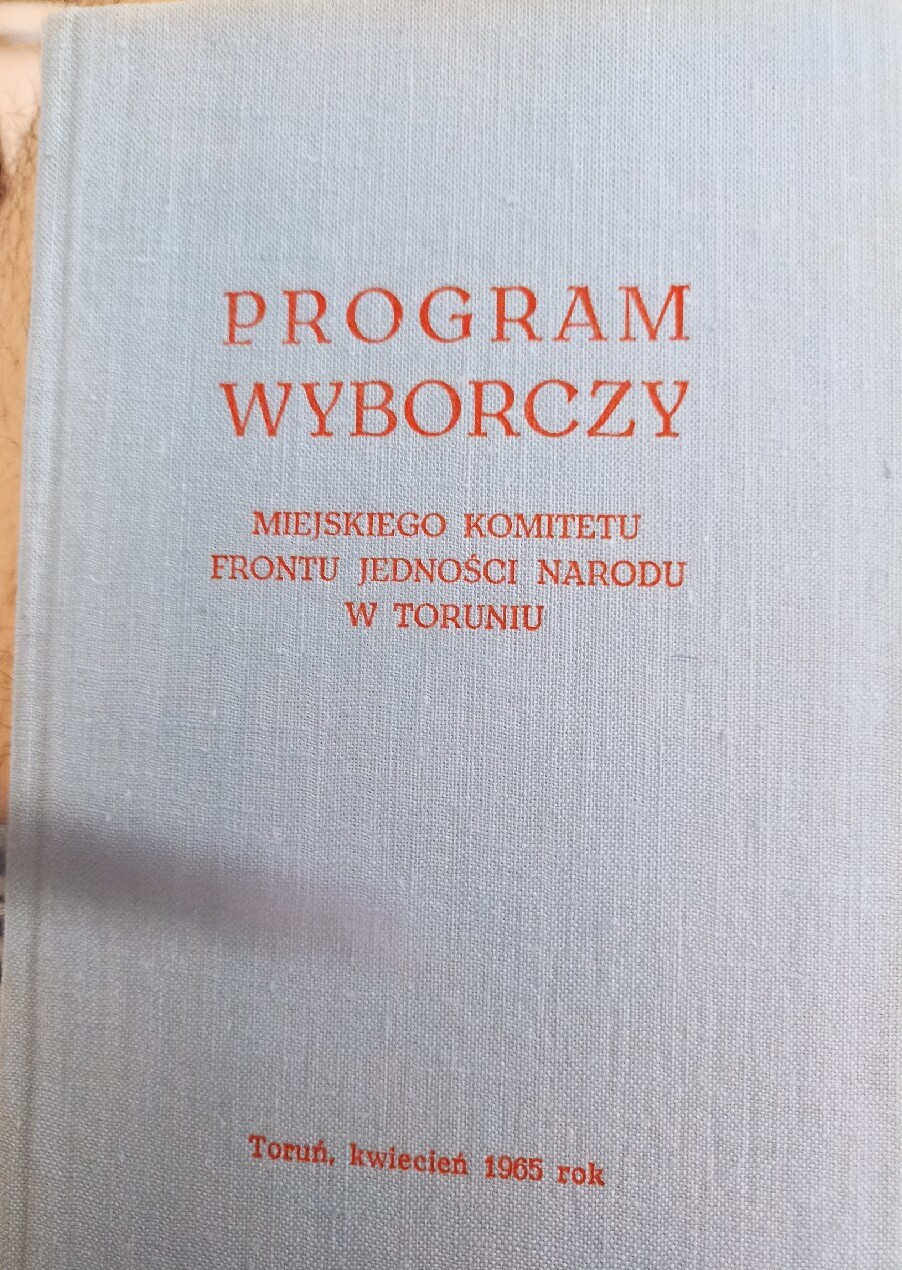 PROGRAM
WYBORCZY
MIEJSKIEGO KOMITETU
FRONTU JEDNOŚCI NARODU
W TORUNIU
Toruń, kwiecień 1965 rok